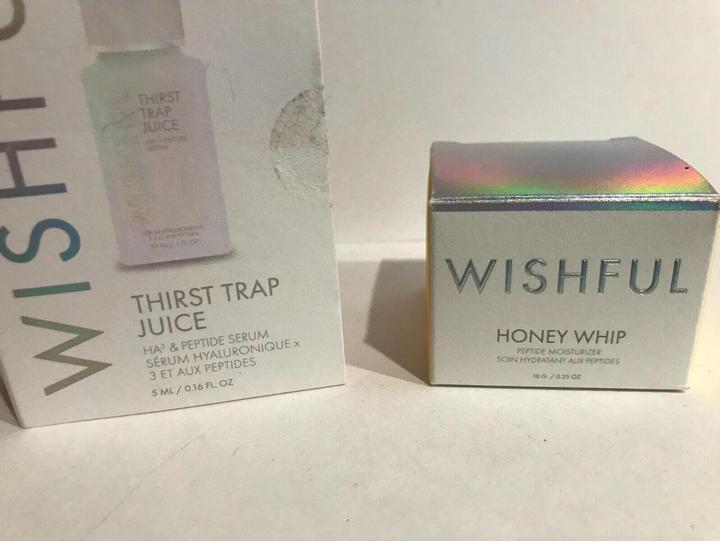 WISHFU
THIRST
TRAP
JUICE
THIRST TRAP
JUICE
HA³ & PEPTIDE SERUM
SÉRUM HYALURONIQUE x
3 ET AUX PEPTIDES
5 ML / 0.16 FL. OZ
WISHFUL
HONEY WHIP
PEPTIDE MOISTURIZER
SOIN HYDRATANT AUX PEPTIDES
10 G / 0.35 OZ